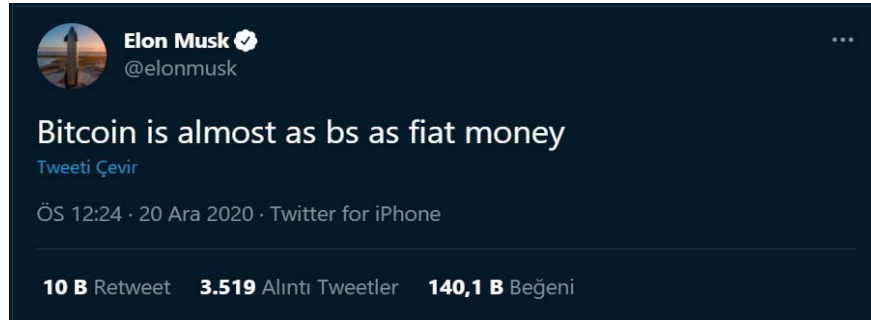 Elon Musk
@elonmusk
Bitcoin is almost as bs as fiat money
Tweeti Çevir
ÖS 12:24 · 20 Ara 2020 · Twitter for iPhone
10 B Retweet 3.519 Alıntı Tweetler 140,1 B Beğeni